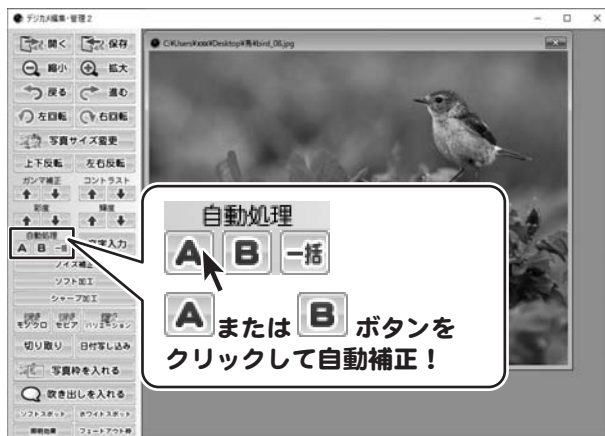 デジカメ編集・管理2
C:¥Users¥xxx¥Desktop¥鳥¥bird_08.jpg
開く 保存
縮小 拡大
戻る 進む
左回転 右回転
写真サイズ変更
上下反転 左右反転
ガンマ補正 コントラスト
彩度 輝度
自動処理
A B 一括 文字入力
ソフト加工
シャープ加工
モノクロ セピア バリエーション
切り取り 日付写し込み
写真枠を入れる
吹き出しを入れる
ソフトスポット ホワイトスポット
照明効果 フェードアウト枠
自動処理
A B 一括
A または B ボタンを
クリックして自動補正！